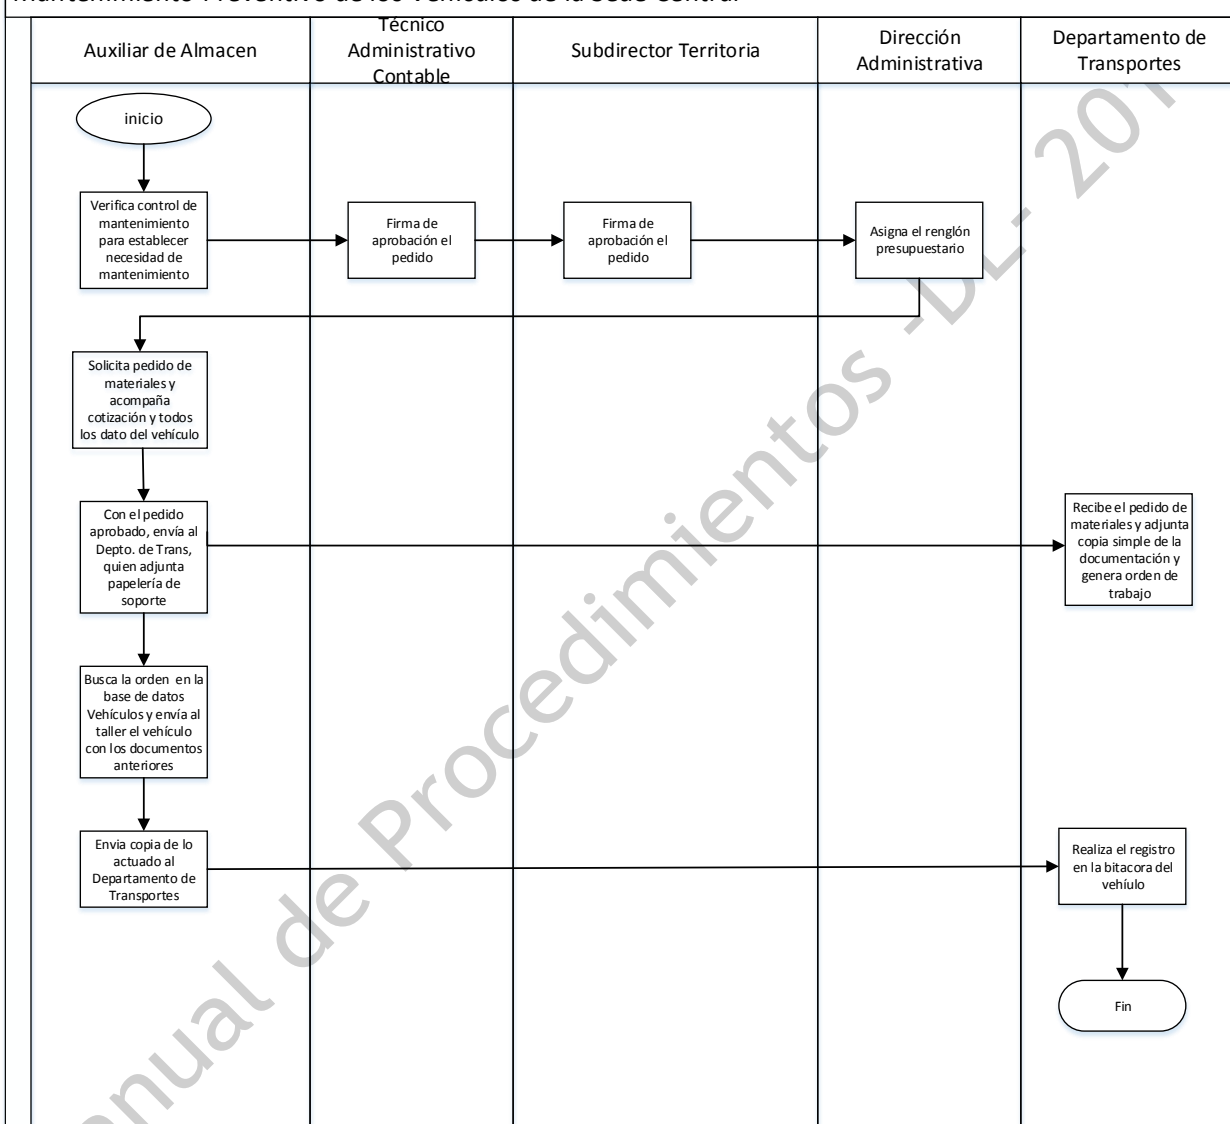 Mantenimiento Preventivo de los Vehículos de la Sede Central
Auxiliar de Almacen
Técnico
Administrativo
Contable
Subdirector Territoria
Dirección
Administrativa
Departamento de
Transportes
inicio
Verifica control de
mantenimiento
para establecer
necesidad de
mantenimiento
Firma de
aprobación el
pedido
Firma de
aprobación el
pedido
Asigna el renglón
presupuestario
Solicita pedido de
materiales y
acompaña
cotización y todos
los dato del vehículo
Con el pedido
aprobado, envía al
Depto. de Trans,
quien adjunta
papelería de
soporte
Recibe el pedido de
materiales y adjunta
copia simple de la
documentación y
genera orden de
trabajo
Busca la orden en la
base de datos
Vehículos y envía al
taller el vehículo
con los documentos
anteriores
Envia copia de lo
actuado al
Departamento de
Transportes
Realiza el registro
en la bitacora del
vehíulo
Fin
anual de Procedimientos -DL- 201